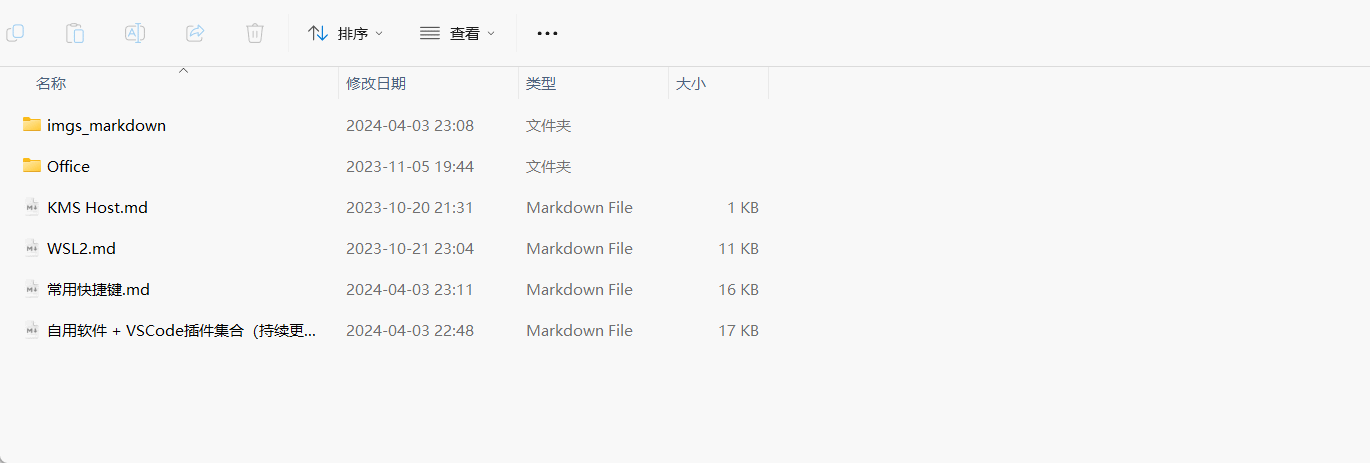 排序 查看 •••
名称 修改日期 类型 大小
imgs_markdown 2024-04-03 23:08 文件夹
Office 2023-11-05 19:44 文件夹
KMS Host.md 2023-10-20 21:31 Markdown File 1 KB
WSL2.md 2023-10-21 23:04 Markdown File 11 KB
常用快捷键.md 2024-04-03 23:11 Markdown File 16 KB
自用软件 + VSCode插件集合（持续更... 2024-04-03 22:48 Markdown File 17 KB